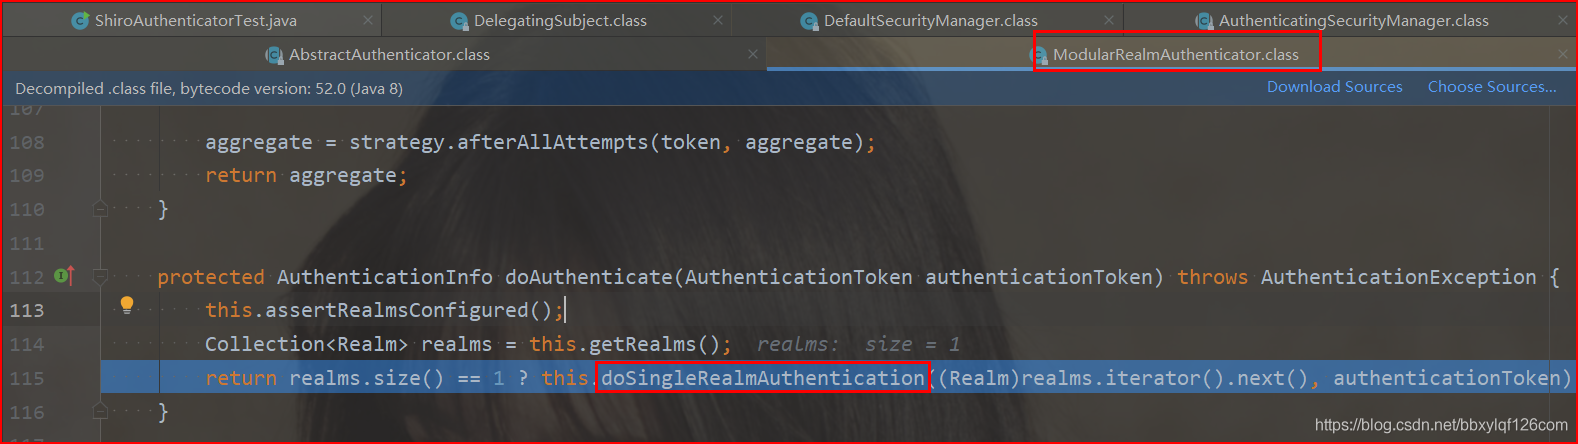 ShiroAuthenticatorTest.java
DelegatingSubject.class
DefaultSecurityManager.class
AuthenticatingSecurityManager.class
AbstractAuthenticator.class
ModularRealmAuthenticator.class
Decompiled .class file, bytecode version: 52.0 (Java 8)
Download Sources
Choose Sources...
107
108 aggregate = strategy.afterAllAttempts(token, aggregate);
109 return aggregate;
110 }
111
112 protected AuthenticationInfo doAuthenticate(AuthenticationToken authenticationToken) throws AuthenticationException {
113 this.assertRealmsConfigured();
114 Collection<Realm> realms = this.getRealms(); realms: size = 1
115 return realms.size() == 1 ? this.doSingleRealmAuthentication((Realm)realms.iterator().next(), authenticationToken)
116 }
https://blog.csdn.net/bbxylqf126com